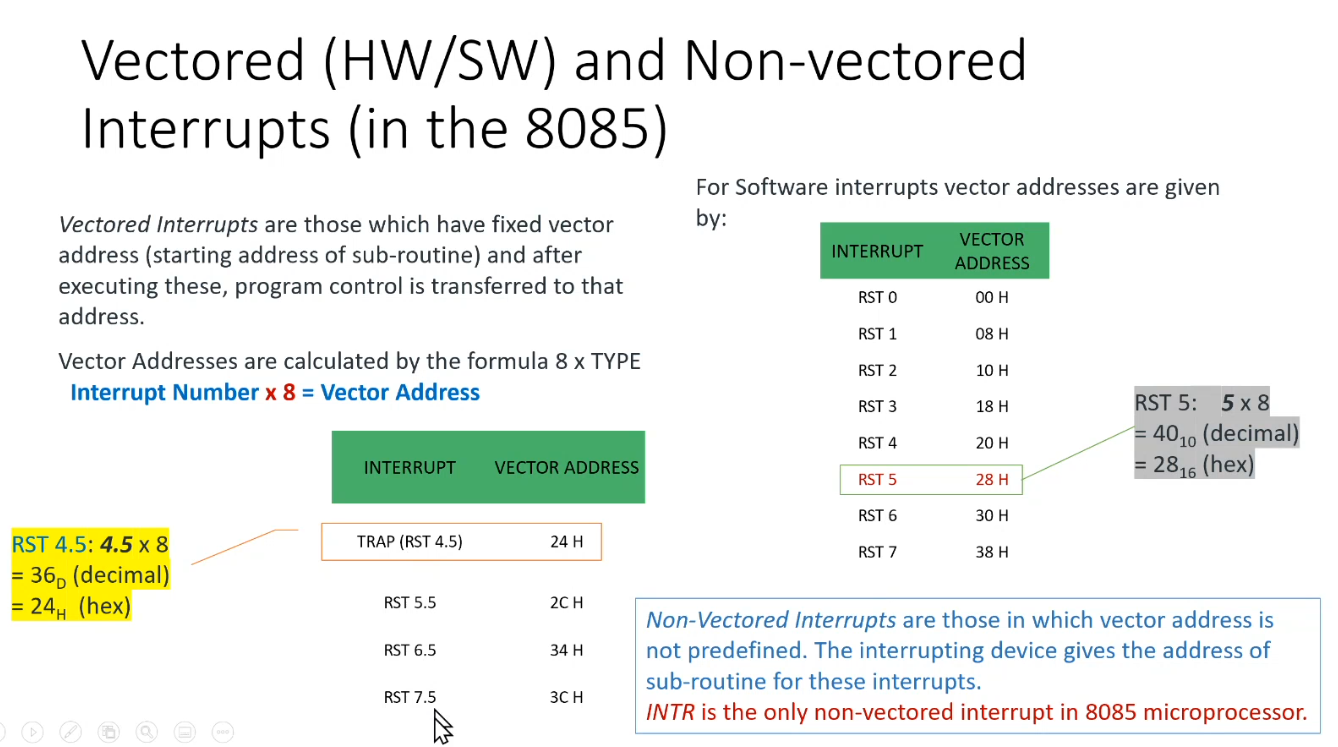 Vectored (HW/SW) and Non-vectored
Interrupts (in the 8085)
Vectored Interrupts are those which have fixed vector
address (starting address of sub-routine) and after
executing these, program control is transferred to that
address.
Vector Addresses are calculated by the formula 8 x TYPE
Interrupt Number x 8 = Vector Address
INTERRUPT VECTOR ADDRESS
TRAP (RST 4.5) 24 H
RST 5.5 2C H
RST 6.5 34 H
RST 7.5 3C H
RST 4.5: 4.5 x 8
= 36D (decimal)
= 24H (hex)
For Software interrupts vector addresses are given
by:
INTERRUPT VECTOR ADDRESS
RST 0 00 H
RST 1 08 H
RST 2 10 H
RST 3 18 H
RST 4 20 H
RST 5 28 H
RST 6 30 H
RST 7 38 H
RST 5: 5 x 8
= 4010 (decimal)
= 2816 (hex)
Non-Vectored Interrupts are those in which vector address is
not predefined. The interrupting device gives the address of
sub-routine for these interrupts.
INTR is the only non-vectored interrupt in 8085 microprocessor.